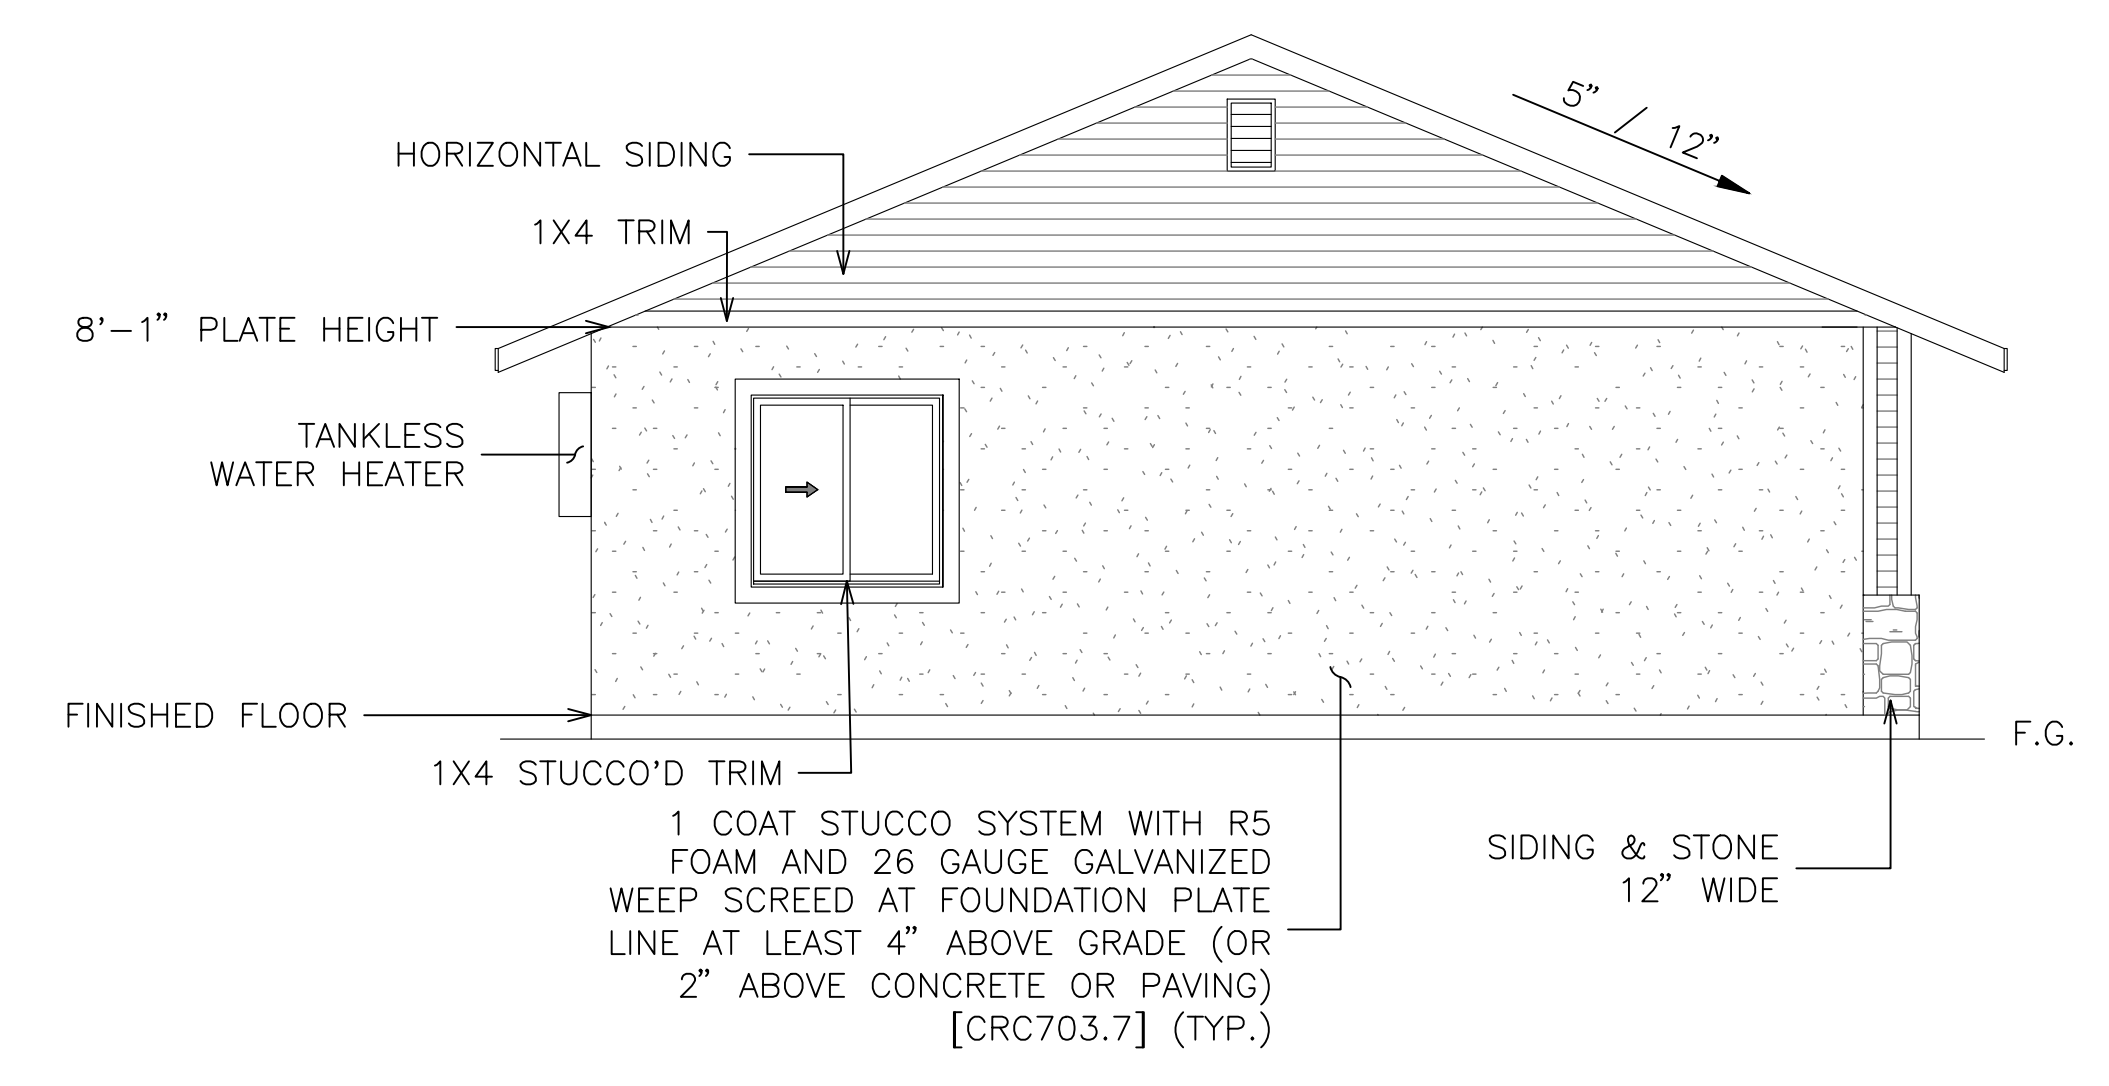 5” / 12”
HORIZONTAL SIDING
1X4 TRIM
8’-1” PLATE HEIGHT
TANKLESS
WATER HEATER
FINISHED FLOOR
F.G.
1X4 STUCCO’D TRIM
1 COAT STUCCO SYSTEM WITH R5
FOAM AND 26 GAUGE GALVANIZED
WEEP SCREED AT FOUNDATION PLATE
LINE AT LEAST 4” ABOVE GRADE (OR
2” ABOVE CONCRETE OR PAVING)
[CRC703.7] (TYP.)
SIDING & STONE
12” WIDE